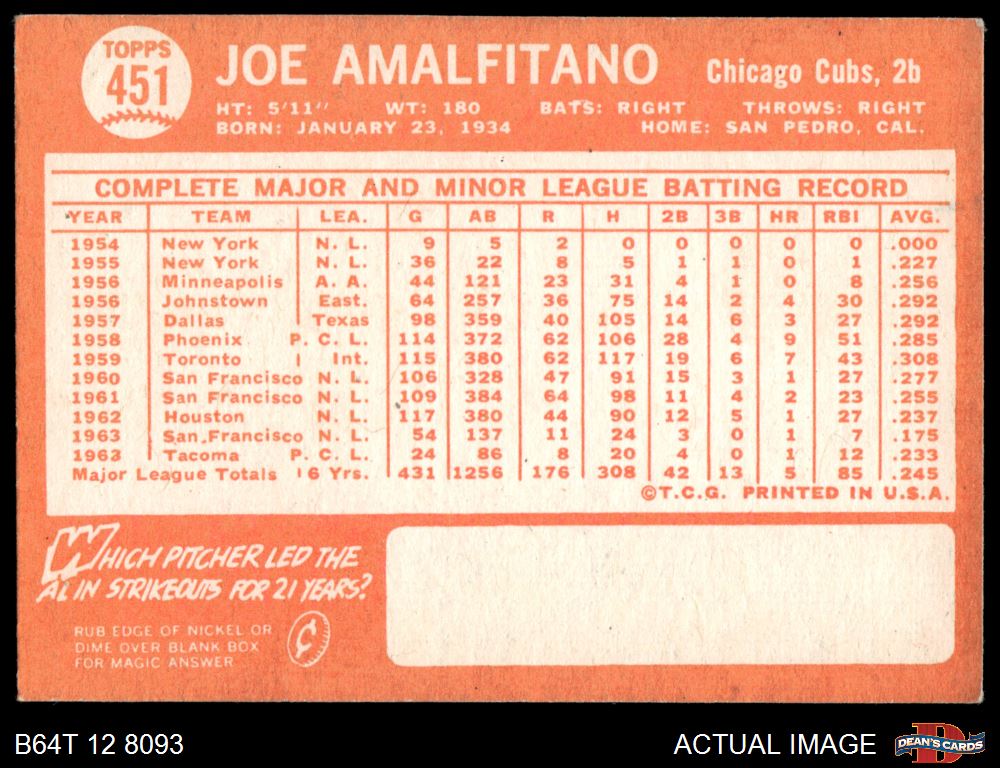 TOPPS
451
JOE AMALFITANO
Chicago Cubs, 2b
HT: 5'11" WT: 180 BATS: RIGHT THROWS: RIGHT
BORN: JANUARY 23, 1934 HOME: SAN PEDRO, CAL.
COMPLETE MAJOR AND MINOR LEAGUE BATTING RECORD
YEAR TEAM LEA. G AB R H 2B 3B HR RBI AVG.
1954 New York N. L. 9 5 2 0 0 0 0 0 .000
1955 New York N. L. 36 22 8 5 1 1 0 1 .227
1956 Minneapolis A. A. 44 121 23 31 4 1 0 8 .256
1956 Johnstown East. 64 257 36 75 14 2 4 30 .292
1957 Dallas Texas 98 359 40 105 14 6 3 27 .292
1958 Phoenix P. C. L. 114 372 62 106 28 4 9 51 .285
1959 Toronto Int. 115 380 62 117 19 6 7 43 .308
1960 San Francisco N. L. 106 328 47 91 15 3 1 27 .277
1961 San Francisco N. L. 109 384 64 98 11 4 2 23 .255
1962 Houston N. L. 117 380 44 90 12 5 1 27 .237
1963 San Francisco N. L. 54 137 11 24 3 0 1 7 .175
1963 Tacoma P. C. L. 24 86 8 20 4 0 1 12 .233
Major League Totals 6 Yrs. 431 1256 176 308 42 13 5 85 .245
©T.C.G. PRINTED IN U.S.A.
WHICH PITCHER LED THE
AL IN STRIKEOUTS FOR 21 YEARS?
RUB EDGE OF NICKEL OR
DIME OVER BLANK BOX
FOR MAGIC ANSWER
¢
B64T 12 8093
ACTUAL IMAGE
D
DEAN'S CARDS